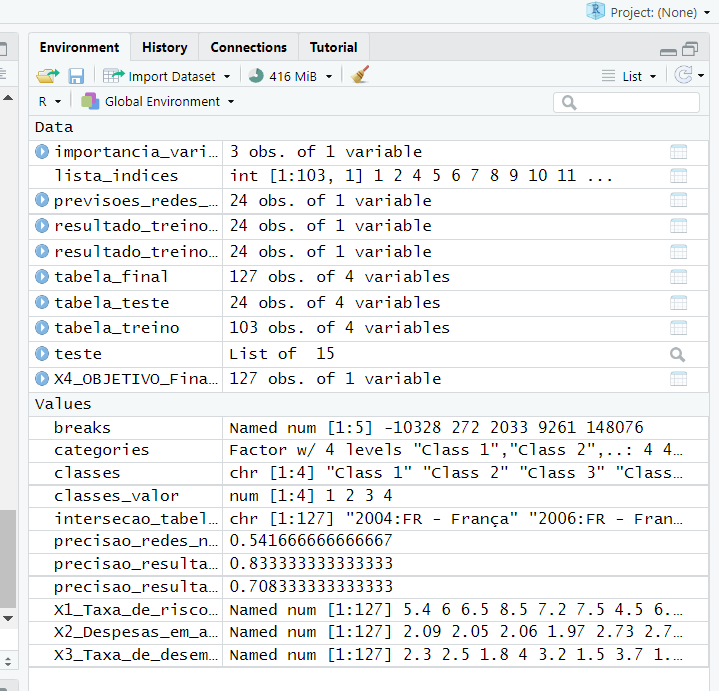 Project: (None)
Environment History Connections Tutorial
Import Dataset 416 MiB List
R Global Environment
Data
importancia_vari… 3 obs. of 1 variable
lista_indices int [1:103, 1] 1 2 4 5 6 7 8 9 10 11 ...
previsoes_redes_… 24 obs. of 1 variable
resultado_treino… 24 obs. of 1 variable
resultado_treino… 24 obs. of 1 variable
tabela_final 127 obs. of 4 variables
tabela_teste 24 obs. of 4 variables
tabela_treino 103 obs. of 4 variables
teste List of 15
X4_OBJETIVO_Fina… 127 obs. of 1 variable
Values
breaks Named num [1:5] -10328 272 2033 9261 148076
categories Factor w/ 4 levels "Class 1","Class 2",..: 4 4…
classes chr [1:4] "Class 1" "Class 2" "Class 3" "Class…
classes_valor num [1:4] 1 2 3 4
intersecao_tabel… chr [1:127] "2004:FR - França" "2006:FR - Fran…
precisao_redes_n… 0.541666666666667
precisao_resulta… 0.833333333333333
precisao_resulta… 0.708333333333333
X1_Taxa_de_risco… Named num [1:127] 5.4 6 6.5 8.5 7.2 7.5 4.5 6.…
X2_Despesas_em_a… Named num [1:127] 2.09 2.05 2.06 1.97 2.73 2.7…
X3_Taxa_de_desem… Named num [1:127] 2.3 2.5 1.8 4 3.2 1.5 3.7 1.…